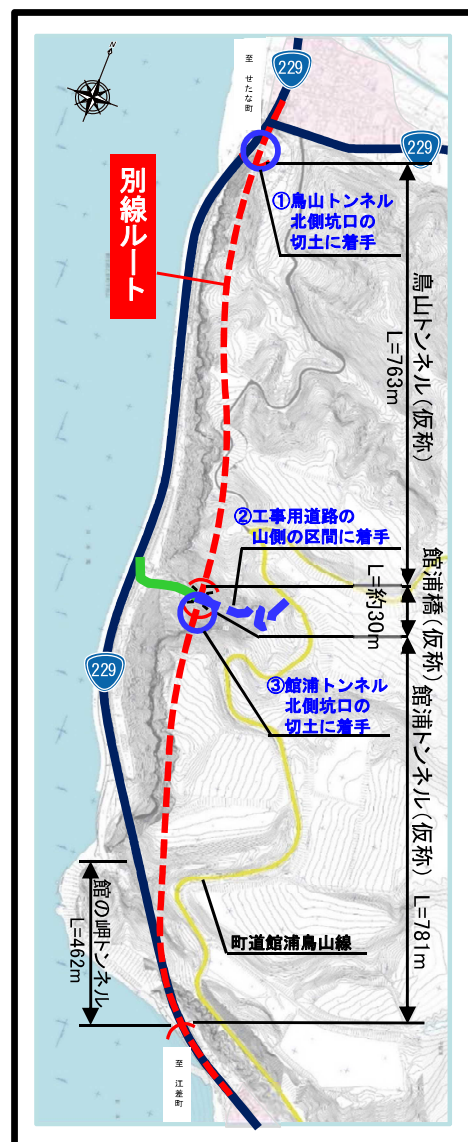 N
至 せたな町
229
229
別線ルート
①鳥山トンネル
北側坑口の
切土に着手
鳥山トンネル(仮称)
L=763m
②工事用道路の
山側の区間に着手
館浦橋(仮称)
L=約30m
229
③館浦トンネル
北側坑口の
切土に着手
館浦トンネル(仮称) L=781m
館の岬トンネル
L=462m
町道館浦鳥山線
至 江差町